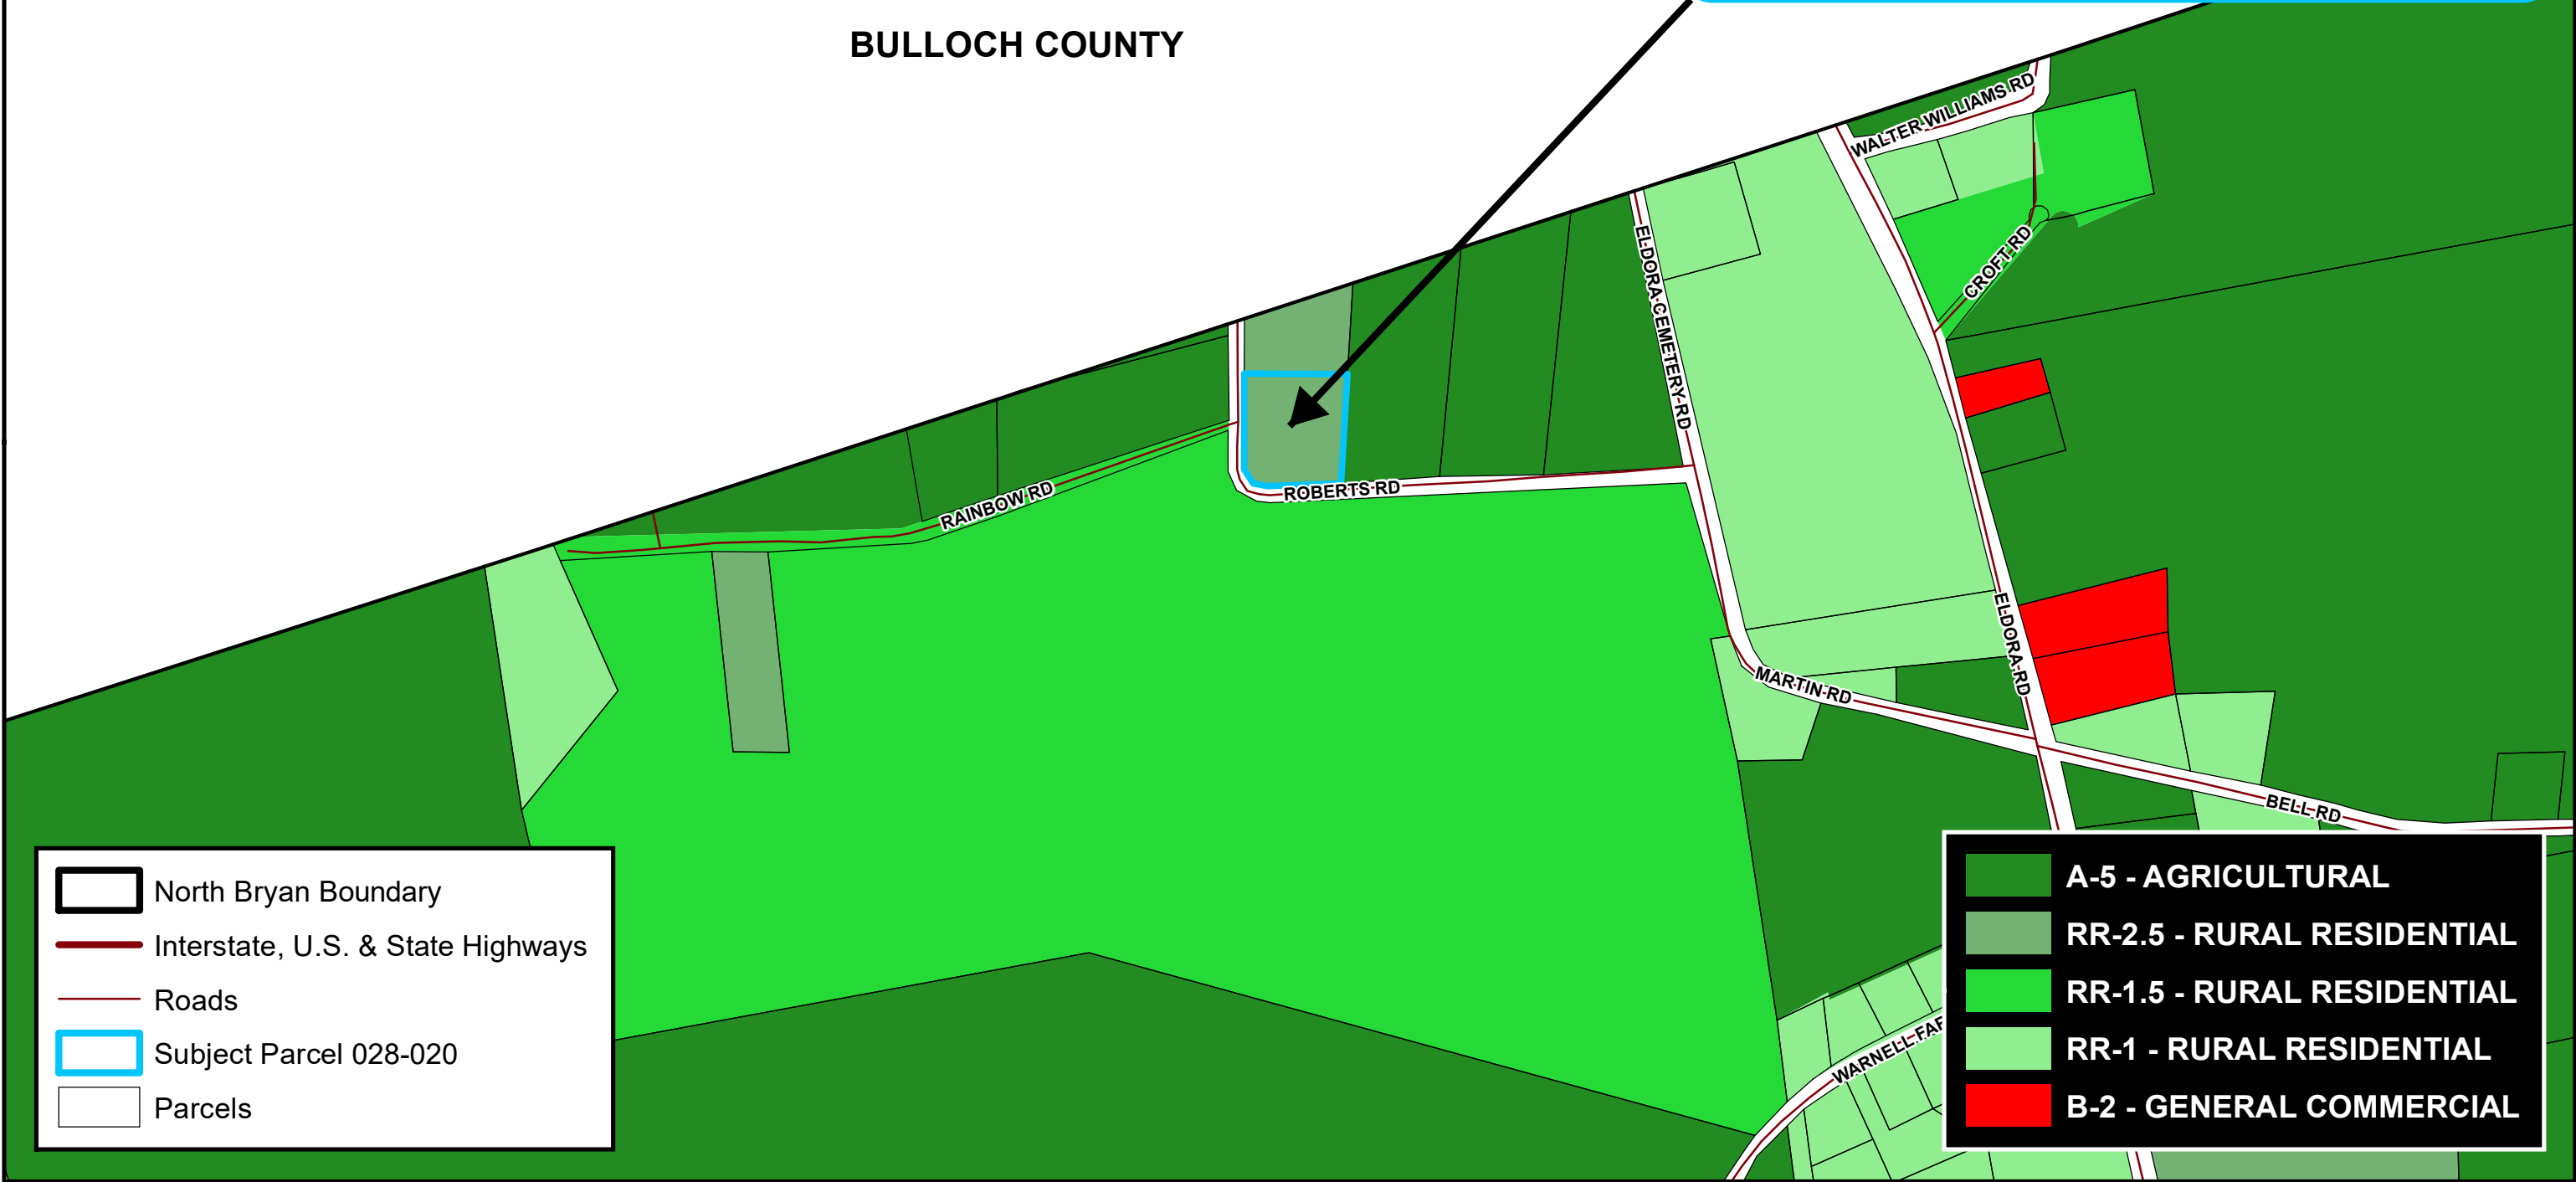 BULLOCH COUNTY
WALTER WILLIAMS RD
ELDORA CEMETERY RD
CROFT RD
RAINBOW RD
ROBERTS RD
ELDORA RD
MARTIN RD
BELL RD
WARNELL
North Bryan Boundary
Interstate, U.S. & State Highways
Roads
Subject Parcel 028-020
Parcels
A-5 - AGRICULTURAL
RR-2.5 - RURAL RESIDENTIAL
RR-1.5 - RURAL RESIDENTIAL
RR-1 - RURAL RESIDENTIAL
B-2 - GENERAL COMMERCIAL